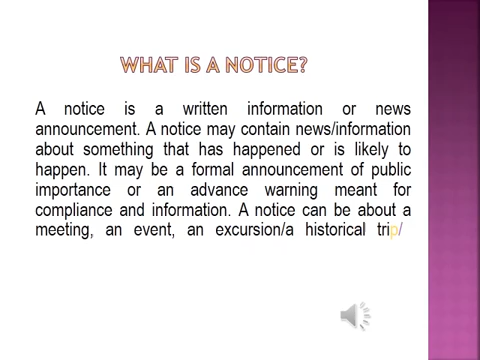 WHAT IS A NOTICE?
A notice is a written information or news
announcement. A notice may contain news/information
about something that has happened or is likely to
happen. It may be a formal announcement of public
importance or an advance warning meant for
compliance and information. A notice can be about a
meeting, an event, an excursion/a historical trip/